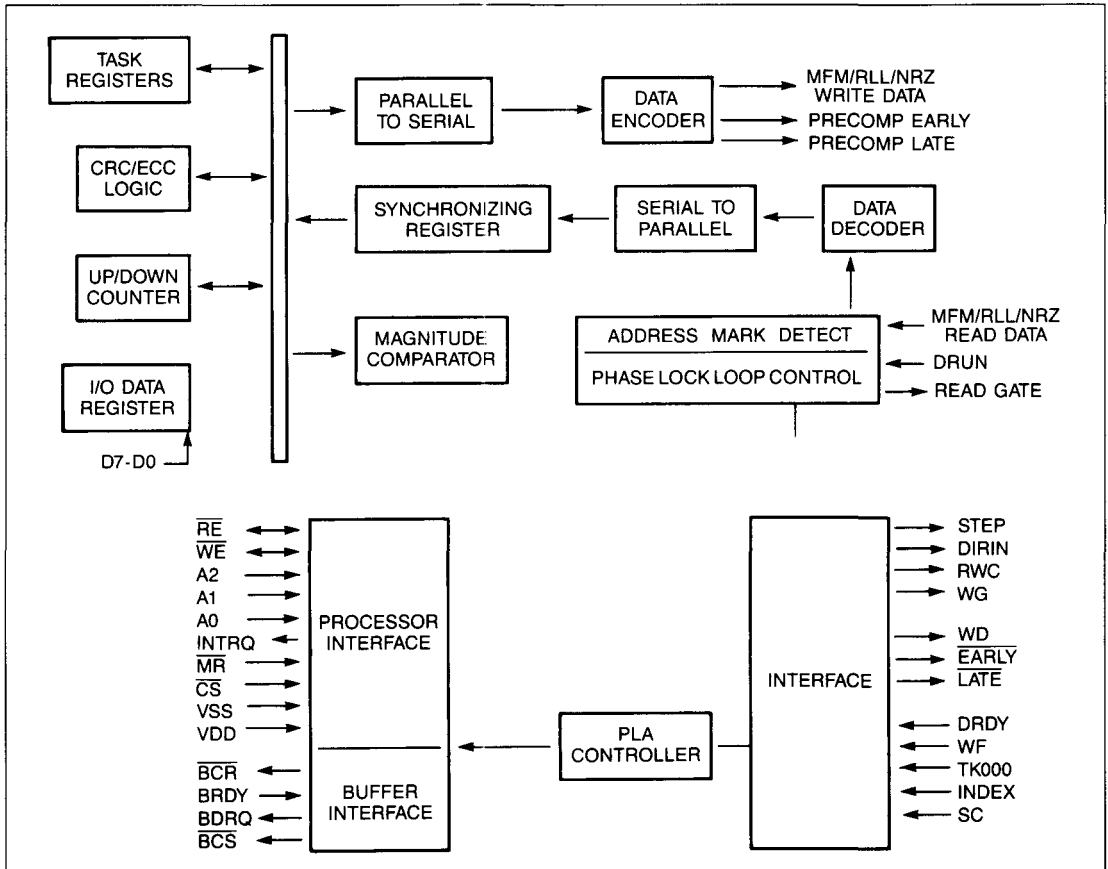 TASK
REGISTERS
PARALLEL
TO SERIAL
DATA
ENCODER
MFM/RLL/NRZ
WRITE DATA
PRECOMP EARLY
PRECOMP LATE
CRC/ECC
LOGIC
SYNCHRONIZING
REGISTER
SERIAL TO
PARALLEL
DATA
DECODER
UP/DOWN
COUNTER
MAGNITUDE
COMPARATOR
ADDRESS MARK DETECT
PHASE LOCK LOOP CONTROL
MFM/RLL/NRZ
READ DATA
DRUN
READ GATE
I/O DATA
REGISTER
D7-D0
RE
WE
A2
A1
A0
INTRQ
MR
CS
VSS
VDD
BCR
BRDY
BDRQ
BCS
PROCESSOR
INTERFACE
BUFFER
INTERFACE
PLA
CONTROLLER
INTERFACE
STEP
DIRIN
RWC
WG
WD
EARLY
LATE
DRDY
WF
TK000
INDEX
SC